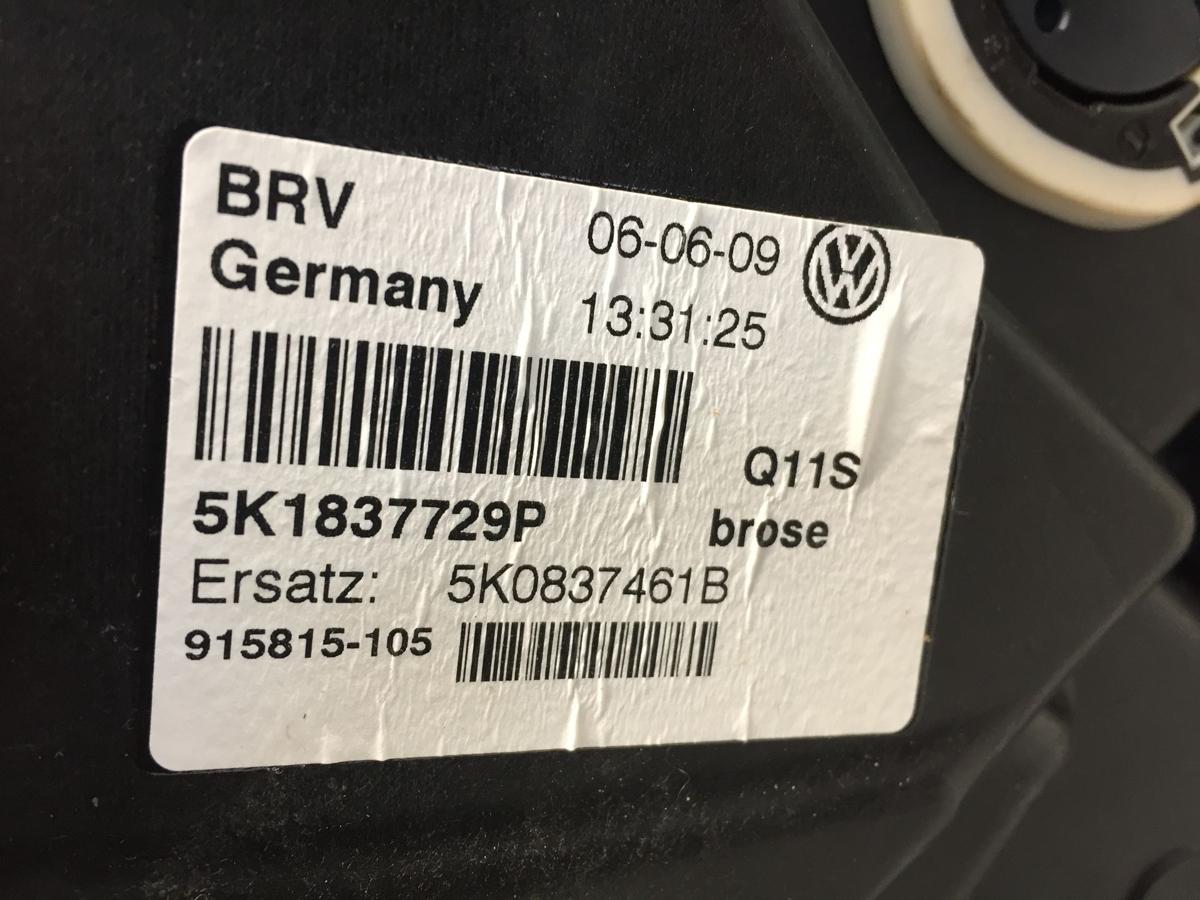 BRV
Germany
06-06-09
13:31:25
5K1837729P
Q11S
brose
Ersatz: 5K0837461B
915815-105